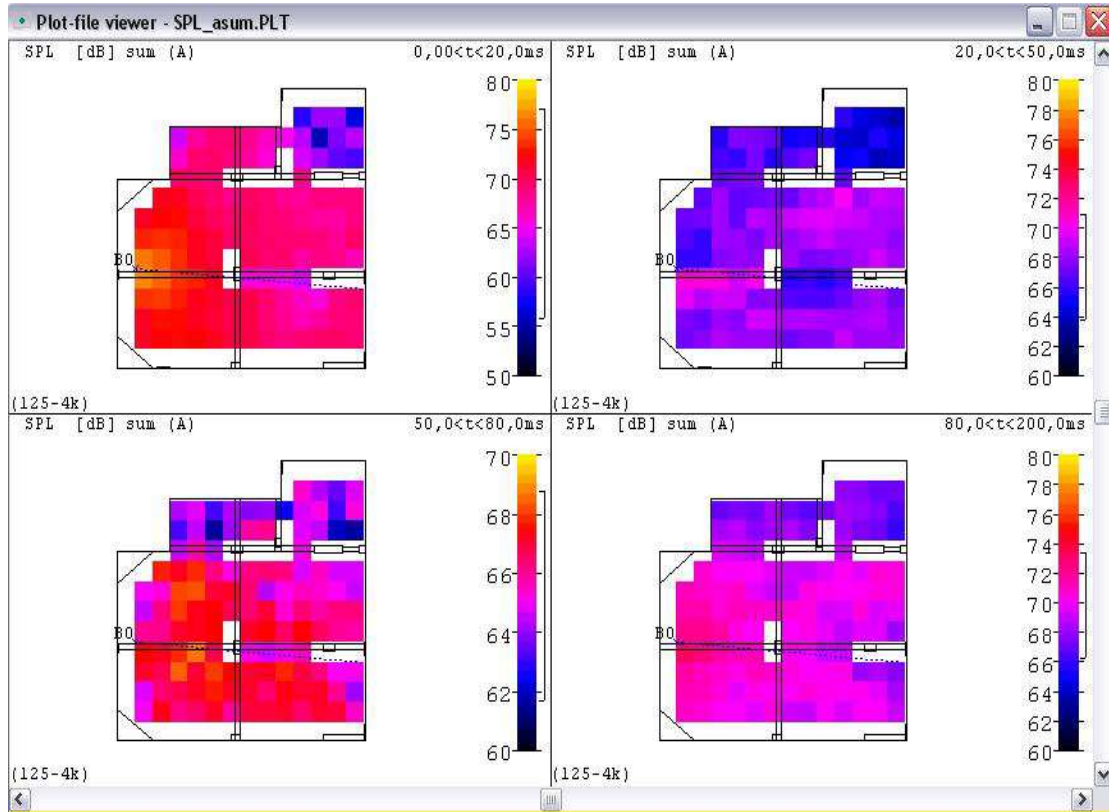 Plot-file viewer - SPL_asum.PLT
SPL [dB] sum (A) 0,00<t<20,0ms
80
75
70
65
60
55
50
B0
(125-4k)
SPL [dB] sum (A) 20,0<t<50,0ms
80
78
76
74
72
70
68
66
64
62
60
B0
(125-4k)
SPL [dB] sum (A) 50,0<t<80,0ms
70
68
66
64
62
60
B0
(125-4k)
SPL [dB] sum (A) 80,0<t<200,0ms
80
78
76
74
72
70
68
66
64
62
60
B0
(125-4k)